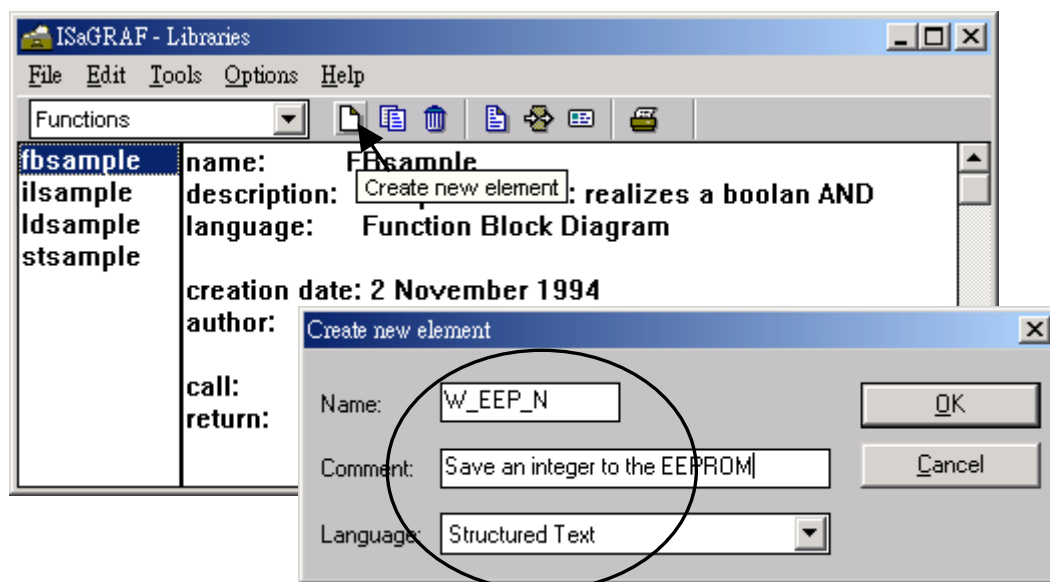 ISaGRAF - Libraries
File Edit Tools Options Help
Functions
fbsample
ilsample
ldsample
stsample
name: FBsample
description: : realizes a boolan AND
language: Function Block Diagram
creation date: 2 November 1994
author:
call:
return:
Create new element
Create new element
Name: W_EEP_N
Comment: Save an integer to the EEPROM
Language: Structured Text
OK
Cancel